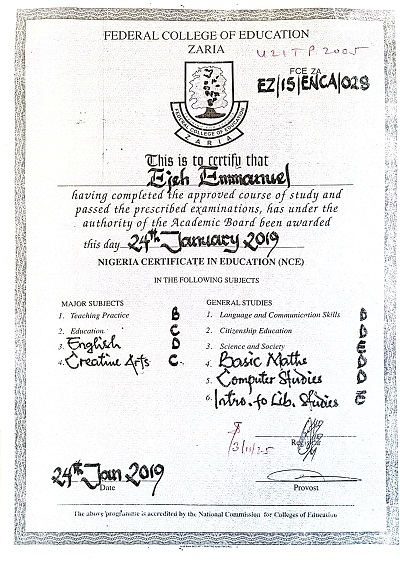 FEDERAL COLLEGE OF EDUCATION
ZARIA
FCE ZA
EZ/15/ENCA/028
FEDERAL COLLEGE OF EDUCATION
ZARIA
This is to certify that
Ejeh Emmanuel
having completed the approved course of study and
passed the prescribed examinations, has under the
authority of the Academic Board been awarded
this day 24th January 2019
NIGERIA CERTIFICATE IN EDUCATION (NCE)
IN THE FOLLOWING SUBJECTS
MAJOR SUBJECTS
1. Teaching Practice B
2. Education C
3. English D
4. Creative Arts C
GENERAL STUDIES
1. Language and Communication Skills B
2. Citizenship Education D
3. Science and Society E
4. Basic Maths D
5. Computer Studies D
6. Intro. to Lib. Studies E
Registrar
24th Jan 2019
Date
Provost
The above programme is accredited by the National Commission for Colleges of Education